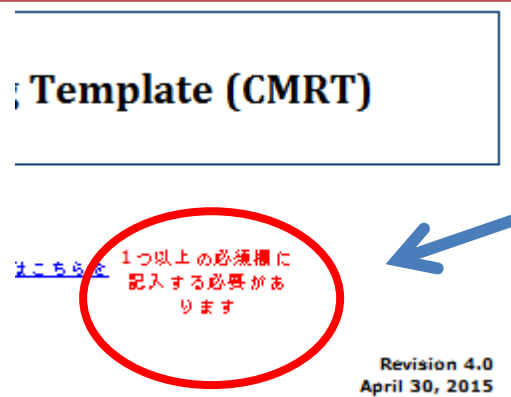 Template (CMRT)
はこちらを
1つ以上の必須欄に
記入する必要があ
ります
Revision 4.0
April 30, 2015